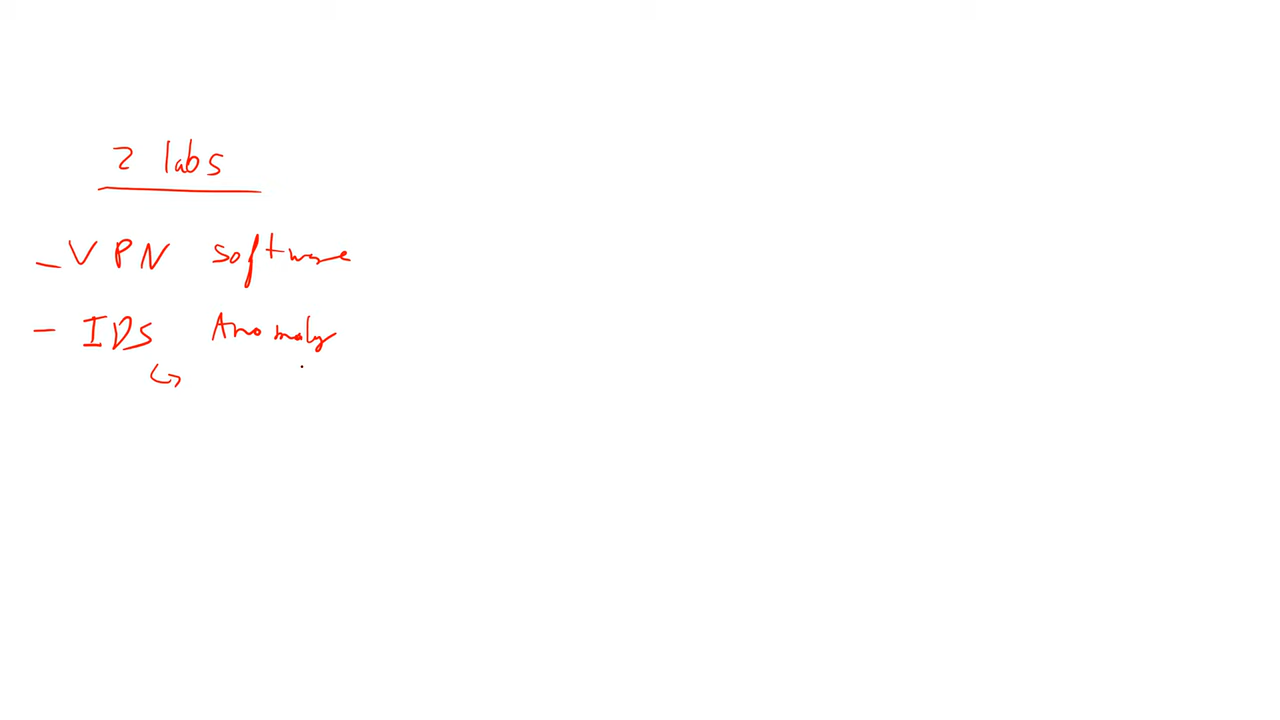 2 labs
- VPN software
- IDS Anomaly
↪